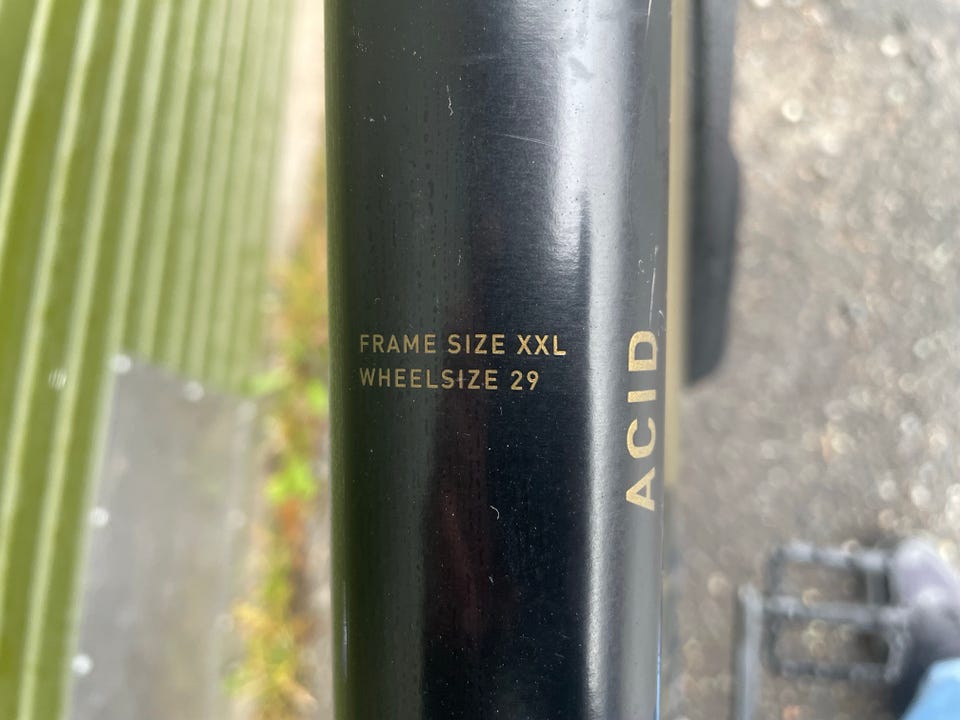 FRAME SIZE XXL
WHEELSIZE 29
ACID